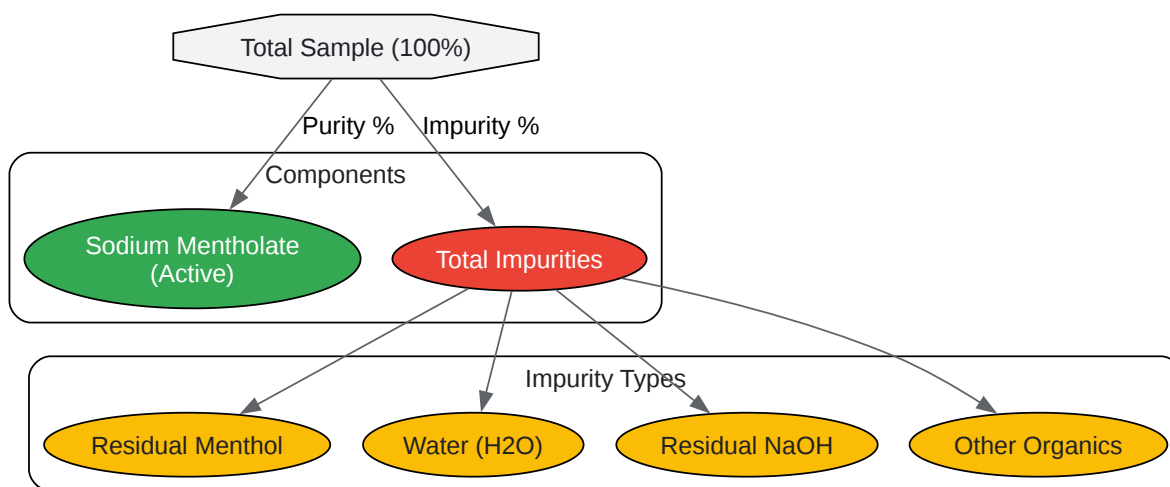 Total Sample (100%)
Purity %
Impurity %
Components
Sodium Mentholate
(Active)
Total Impurities
Impurity Types
Residual Menthol
Water (H2O)
Residual NaOH
Other Organics